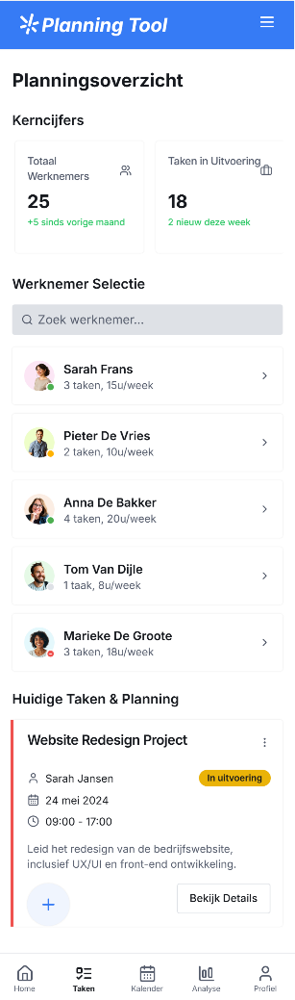 Planning Tool
Planningsoverzicht
Kerncijfers
Totaal
Werknemers
25
+5 sinds vorige maand
Taken in Uitvoering
18
2 nieuw deze week
Werknemer Selectie
Zoek werknemer...
Sarah Frans
3 taken, 15u/week
Pieter De Vries
2 taken, 10u/week
Anna De Bakker
4 taken, 20u/week
Tom Van Dijle
1 taak, 8u/week
Marieke De Groote
3 taken, 18u/week
Huidige Taken & Planning
Website Redesign Project
Sarah Jansen
In uitvoering
24 mei 2024
09:00 - 17:00
Leid het redesign van de bedrijfswebsite,
inclusief UX/UI en front-end ontwikkeling.
Bekijk Details
Home
Taken
Kalender
Analyse
Profiel